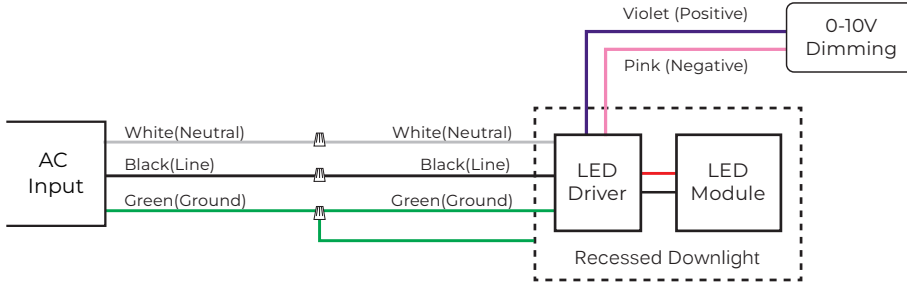 Violet (Positive)
0-10V
Dimming
Pink (Negative)
White(Neutral)
White(Neutral)
AC
Input
Black(Line)
Black(Line)
LED
Driver
LED
Module
Green(Ground)
Green(Ground)
Recessed Downlight